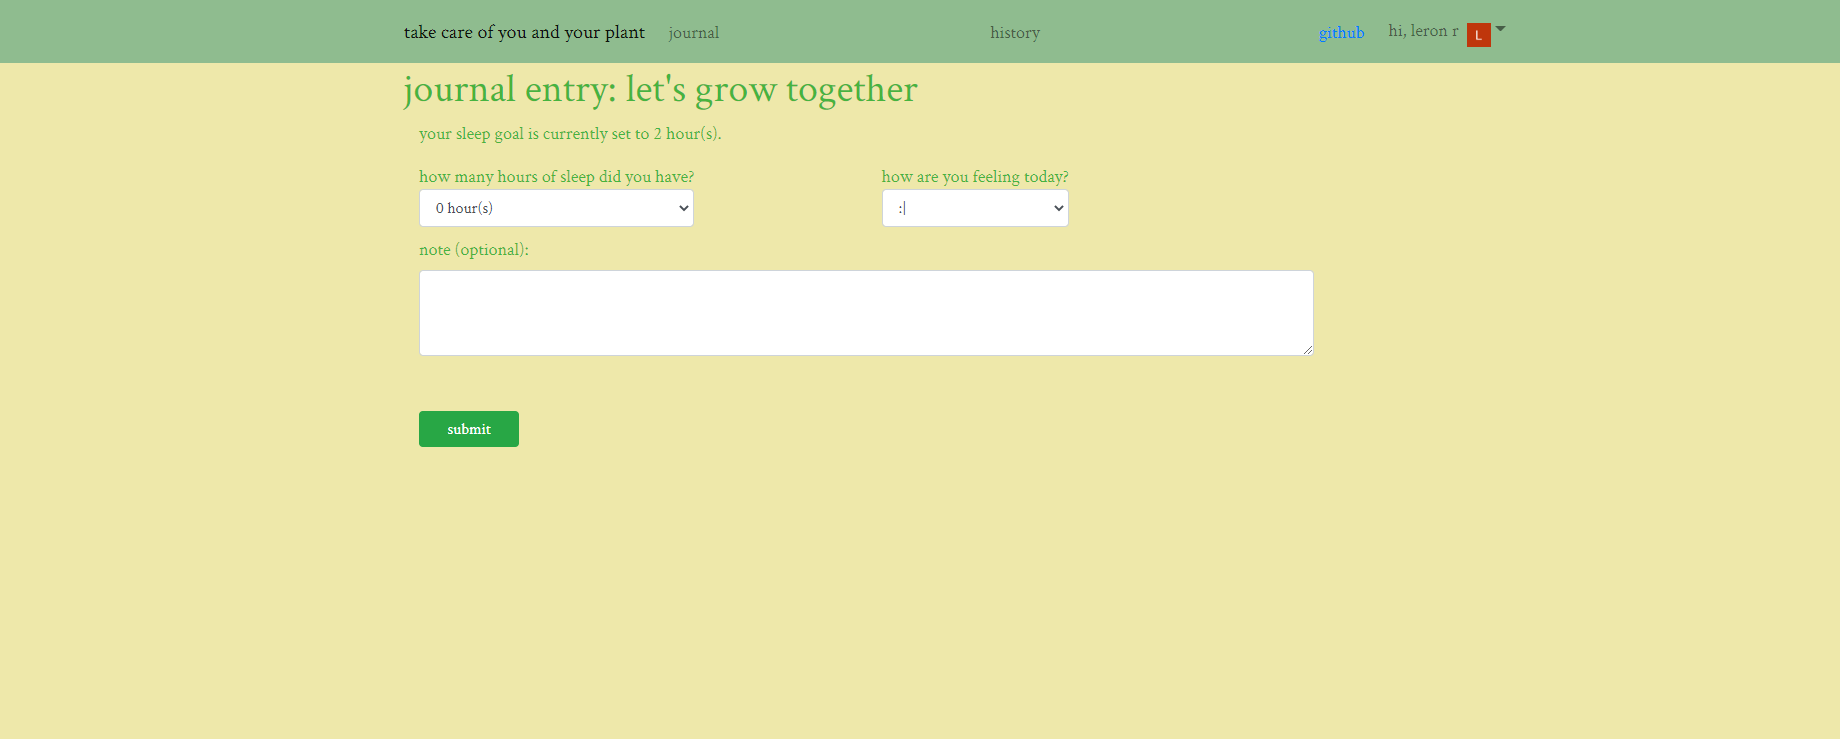 take care of you and your plant journal history github hi, leron r L
journal entry: let's grow together
your sleep goal is currently set to 2 hour(s).
how many hours of sleep did you have? how are you feeling today?
0 hour(s) :|
note (optional):
submit